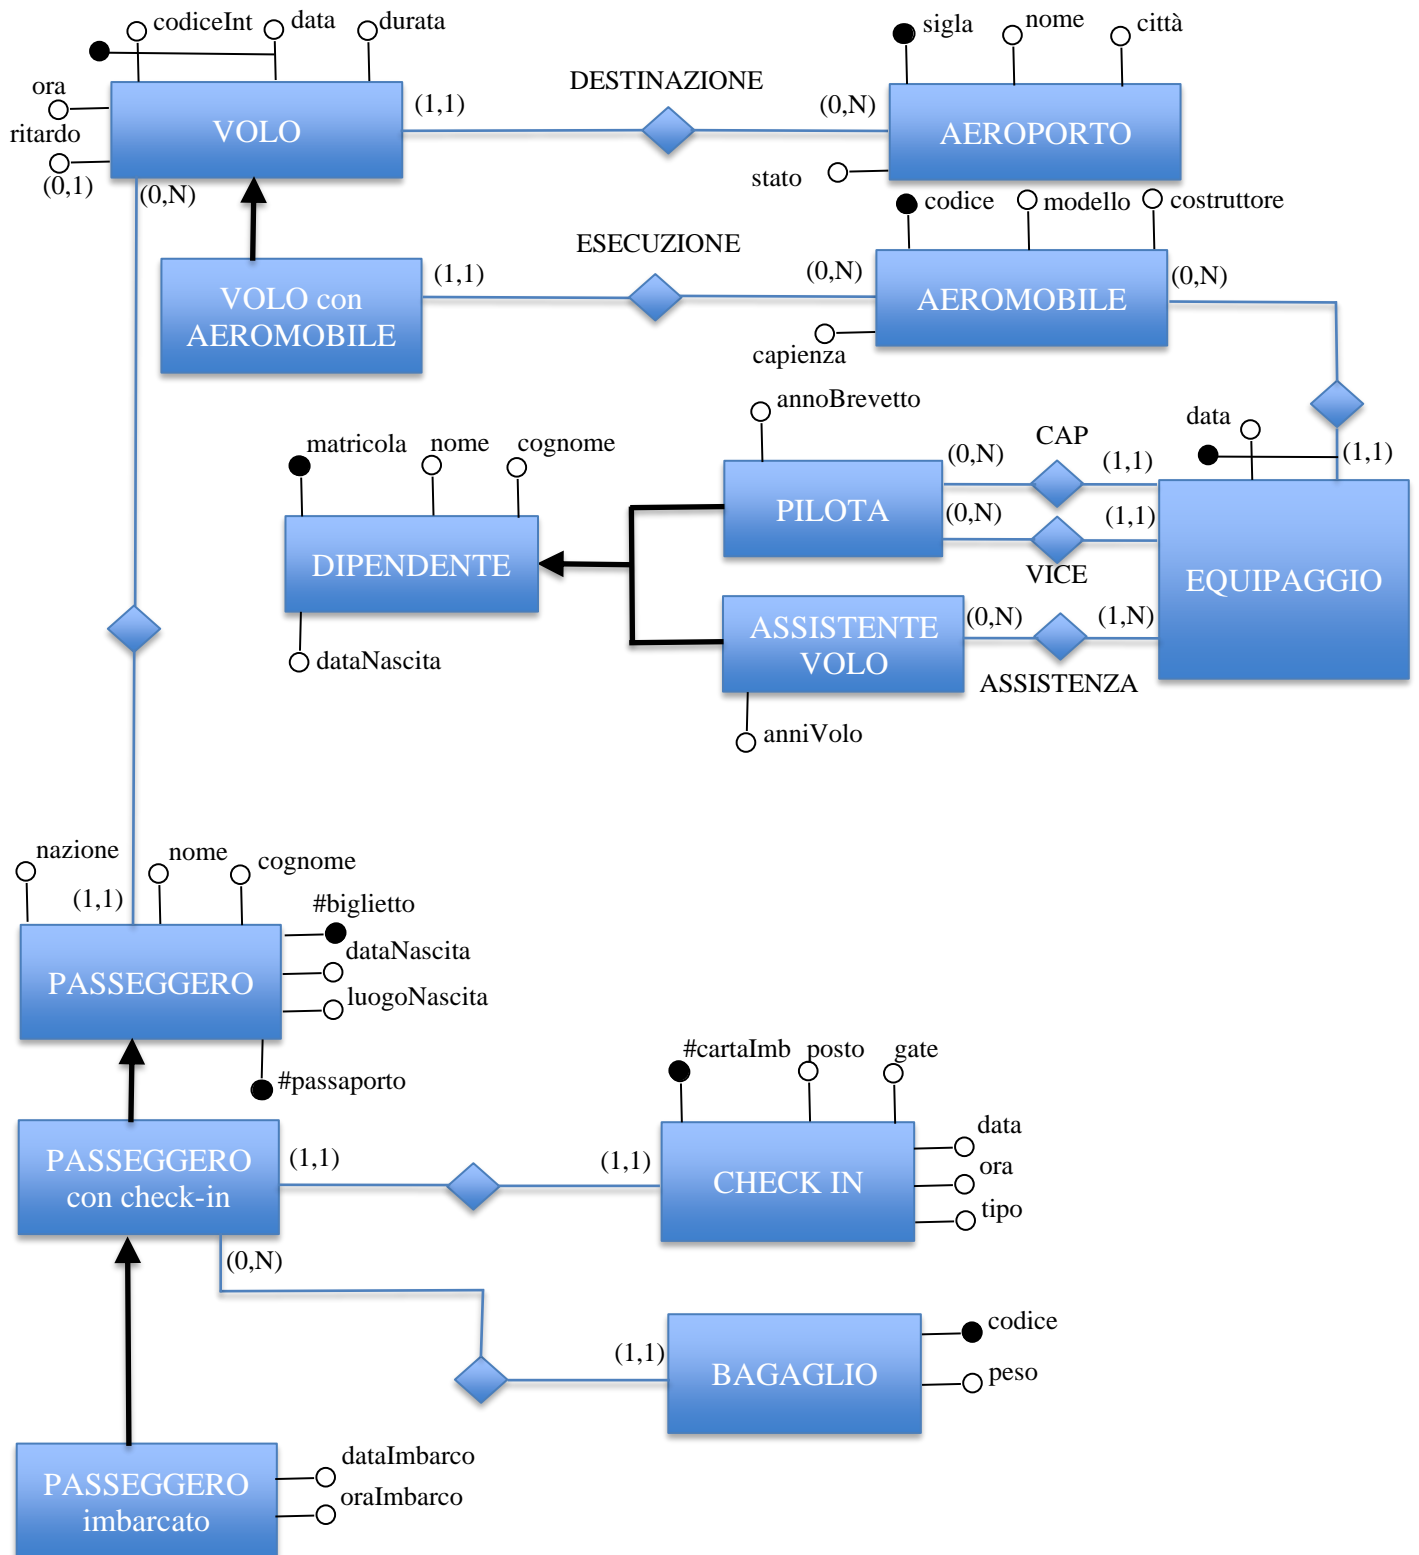 codiceInt
data
durata
sigla
nome
città
ora
VOLO
(1,1)
DESTINAZIONE
(0,N)
AEROPORTO
ritardo
(0,1)
(0,N)
stato
codice
modello
costruttore
VOLO con
AEROMOBILE
(1,1)
ESECUZIONE
(0,N)
AEROMOBILE
(0,N)
capienza
annoBrevetto
data
matricola
nome
cognome
(0,N)
CAP
(1,1)
(1,1)
PILOTA
(0,N)
(1,1)
VICE
DIPENDENTE
EQUIPAGGIO
ASSISTENTE
VOLO
(0,N)
(1,N)
ASSISTENZA
dataNascita
anniVolo
nazione
nome
cognome
(1,1)
#biglietto
dataNascita
luogoNascita
PASSEGGERO
#passaporto
#cartaImb
posto
gate
PASSEGGERO
con check-in
(1,1)
(1,1)
CHECK IN
data
ora
tipo
(0,N)
(1,1)
BAGAGLIO
codice
peso
PASSEGGERO
imbarcato
dataImbarco
oraImbarco